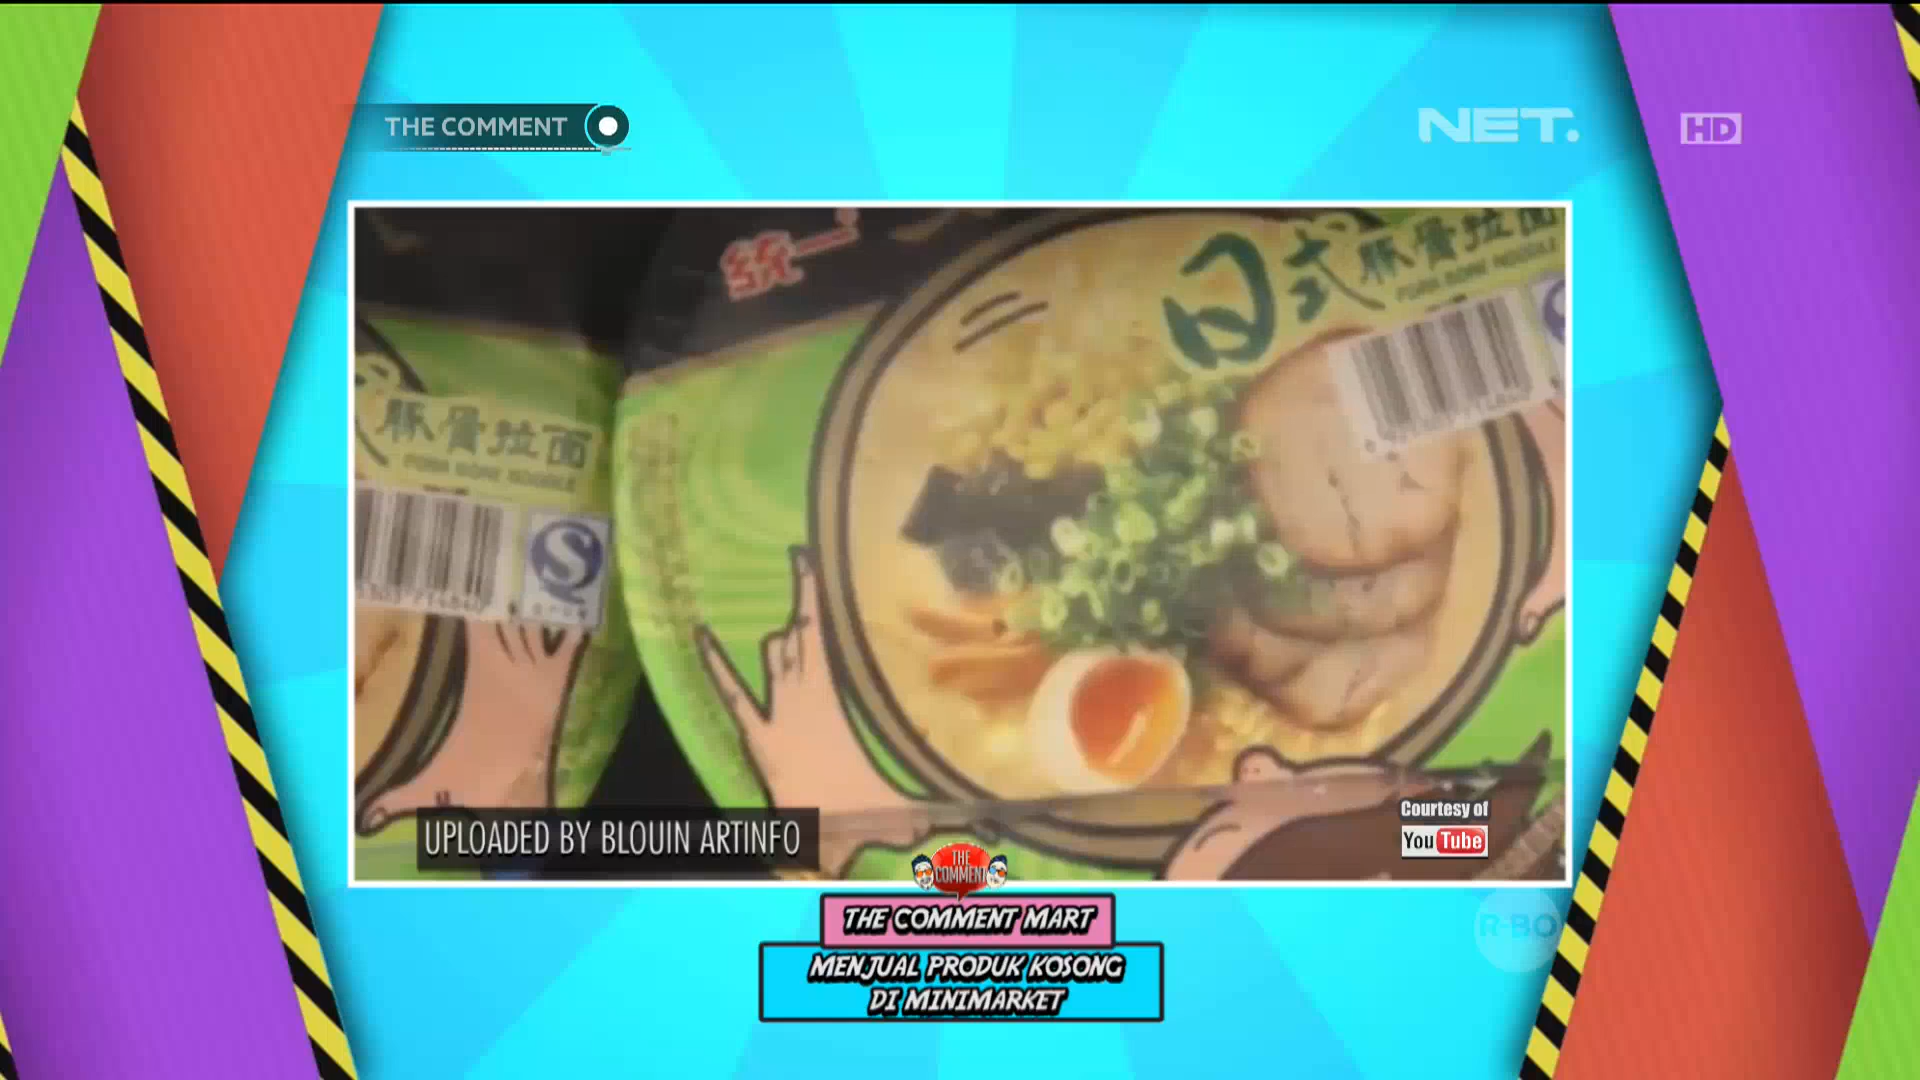 THE COMMENT
NET.
HD
統一
日式豚骨拉面
PORK BONE NOODLE
豚骨拉面
PORK BONE NOODLE
S
UPLOADED BY BLOUIN ARTINFO
Courtesy of
YouTube
THE
COMMENT
THE COMMENT MART
MENJUAL PRODUK KOSONG
DI MINIMARKET
R-BO